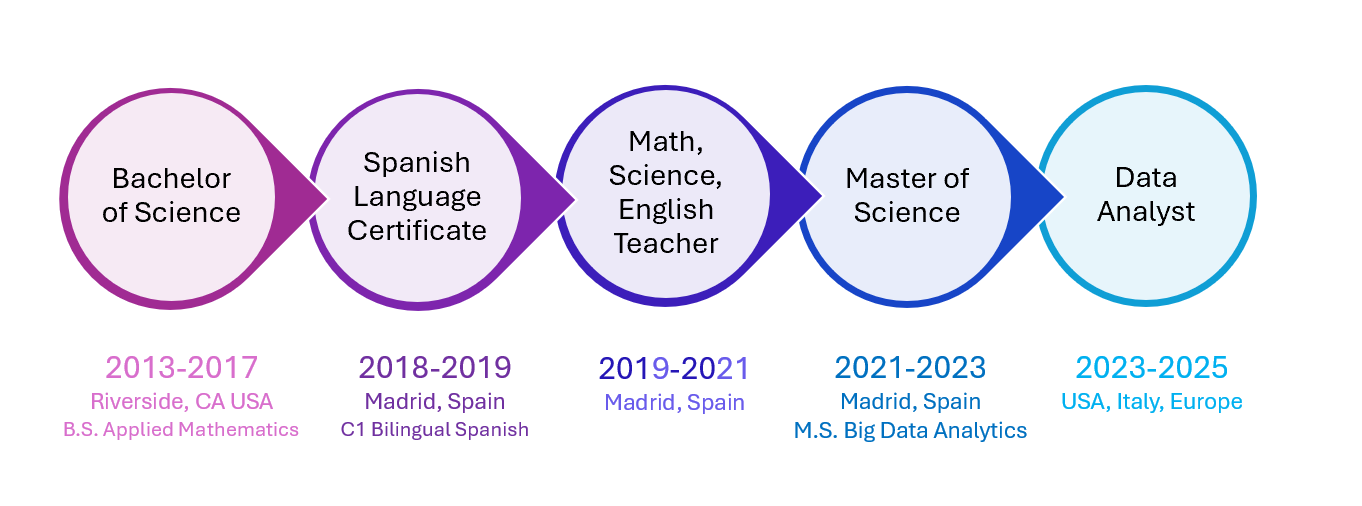 Bachelor
of Science
Spanish
Language
Certificate
Math,
Science,
English
Teacher
Master of
Science
Data
Analyst
2013-2017
Riverside, CA USA
B.S. Applied Mathematics
2018-2019
Madrid, Spain
C1 Bilingual Spanish
2019-2021
Madrid, Spain
2021-2023
Madrid, Spain
M.S. Big Data Analytics
2023-2025
USA, Italy, Europe